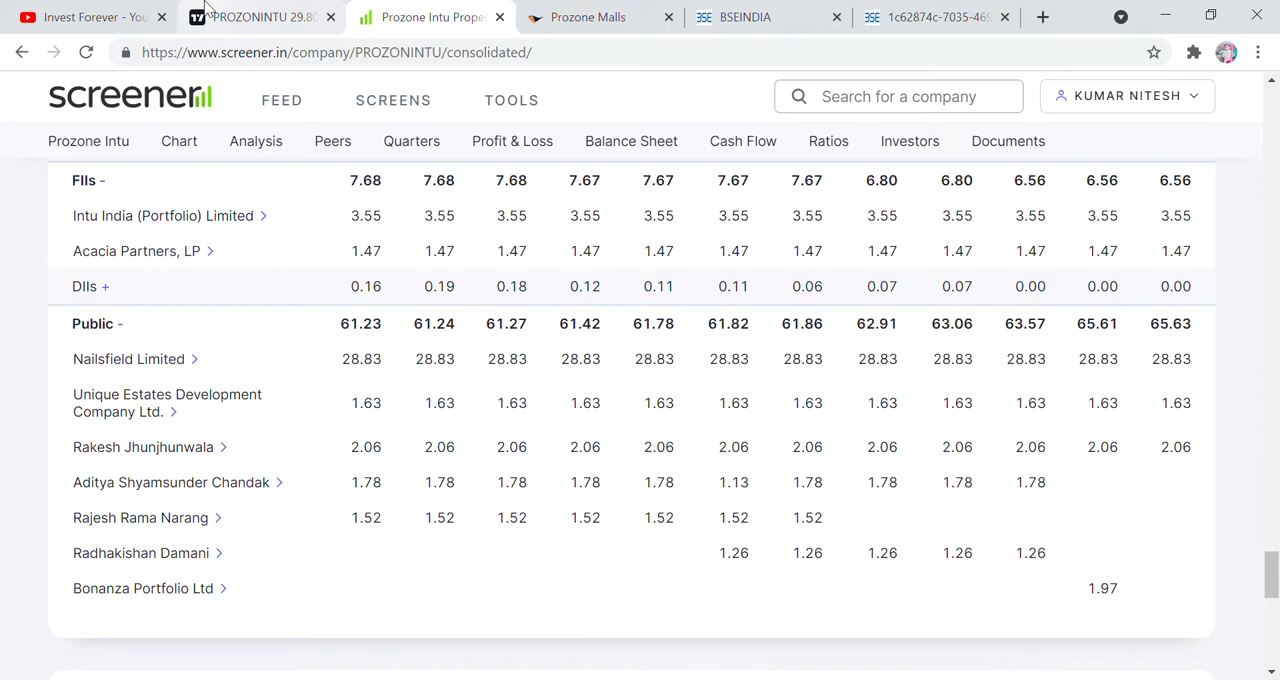 Invest Forever - You
PROZONINTU 29.80
Prozone Intu Prope
Prozone Malls
BSEINDIA
1c62874c-7035-469
https://www.screener.in/company/PROZONINTU/consolidated/
screener
FEED
SCREENS
TOOLS
Search for a company
KUMAR NITESH
Prozone Intu Chart Analysis Peers Quarters Profit & Loss Balance Sheet Cash Flow Ratios Investors Documents
FIIs - 7.68 7.68 7.68 7.67 7.67 7.67 7.67 6.80 6.80 6.56 6.56 6.56
Intu India (Portfolio) Limited > 3.55 3.55 3.55 3.55 3.55 3.55 3.55 3.55 3.55 3.55 3.55 3.55
Acacia Partners, LP > 1.47 1.47 1.47 1.47 1.47 1.47 1.47 1.47 1.47 1.47 1.47 1.47
DIIs + 0.16 0.19 0.18 0.12 0.11 0.11 0.06 0.07 0.07 0.00 0.00 0.00
Public - 61.23 61.24 61.27 61.42 61.78 61.82 61.86 62.91 63.06 63.57 65.61 65.63
Nailsfield Limited > 28.83 28.83 28.83 28.83 28.83 28.83 28.83 28.83 28.83 28.83 28.83 28.83
Unique Estates Development
Company Ltd. > 1.63 1.63 1.63 1.63 1.63 1.63 1.63 1.63 1.63 1.63 1.63 1.63
Rakesh Jhunjhunwala > 2.06 2.06 2.06 2.06 2.06 2.06 2.06 2.06 2.06 2.06 2.06 2.06
Aditya Shyamsunder Chandak > 1.78 1.78 1.78 1.78 1.78 1.13 1.78 1.78 1.78 1.78
Rajesh Rama Narang > 1.52 1.52 1.52 1.52 1.52 1.52 1.52
Radhakishan Damani > 1.26 1.26 1.26 1.26 1.26
Bonanza Portfolio Ltd > 1.97